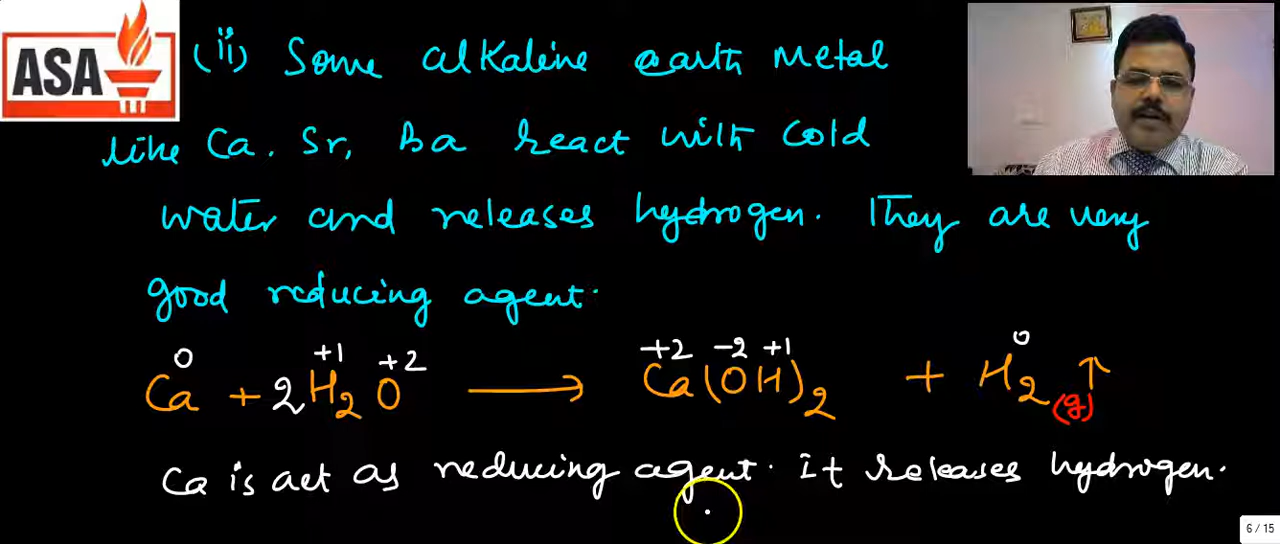 ASA
(ii) Some alkaline earth metal
like Ca. Sr, Ba react with cold
water and releases hydrogen. They are very
good reducing agent.
0 +1 +2 +2 -2 +1 0
Ca + 2H₂O ⟶ Ca(OH)₂ + H₂(g)↑
Ca is act as reducing agent. it releases hydrogen.
6 / 15